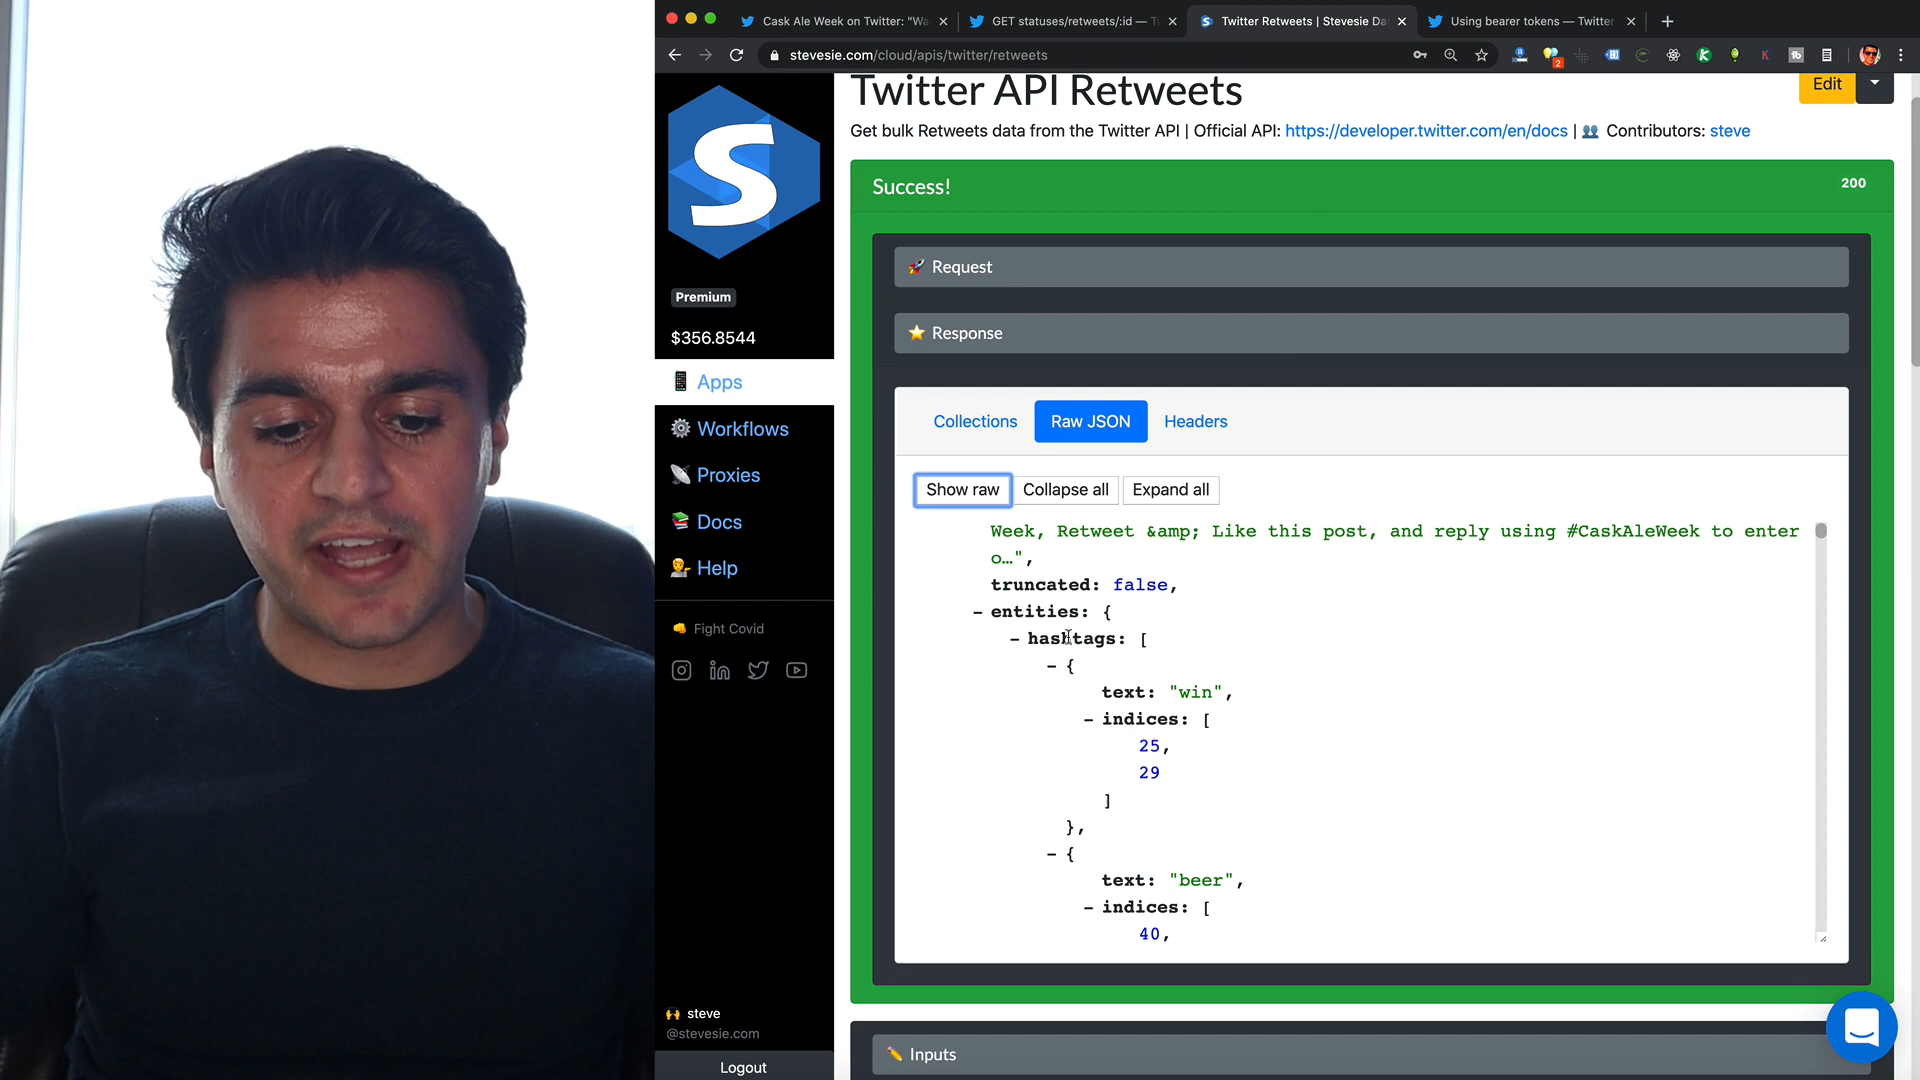 Cask Ale Week on Twitter: "Wa
GET statuses/retweets/:id — Tw
Twitter Retweets | Stevesie Da
Using bearer tokens — Twitter
stevesie.com/cloud/apis/twitter/retweets
2
Twitter API Retweets
Edit
Get bulk Retweets data from the Twitter API | Official API: https://developer.twitter.com/en/docs | Contributors: steve
Success!
200
S
Premium
$356.8544
Apps
Workflows
Proxies
Docs
Help
Fight Covid
steve
@stevesie.com
Logout
Request
Response
Collections
Raw JSON
Headers
Show raw
Collapse all
Expand all
Week, Retweet &amp; Like this post, and reply using #CaskAleWeek to enter
o…",
truncated: false,
– entities: {
– hashtags: [
– {
text: "win",
– indices: [
25,
29
]
},
– {
text: "beer",
– indices: [
40,
Inputs